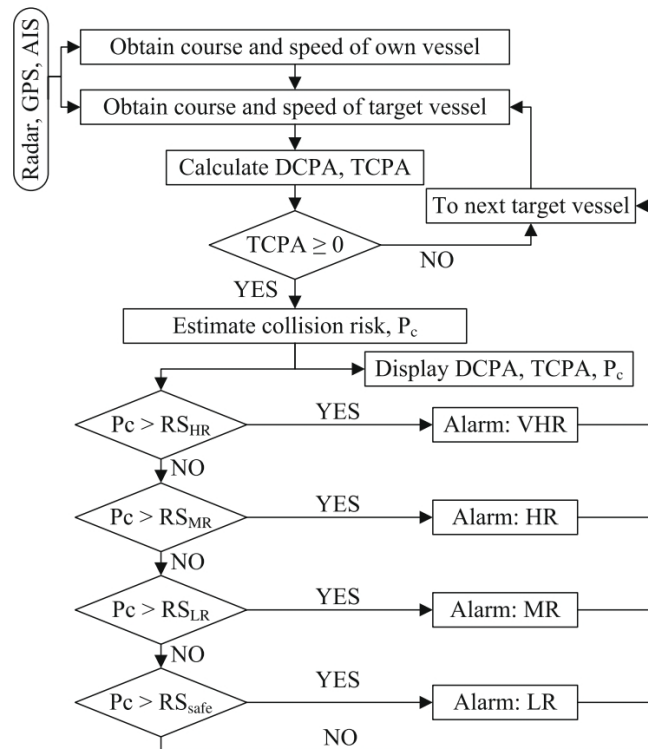 Radar, GPS, AIS
Obtain course and speed of own vessel
Obtain course and speed of target vessel
Calculate DCPA, TCPA
To next target vessel
TCPA ≥ 0
NO
YES
Estimate collision risk, Pc
Display DCPA, TCPA, Pc
Pc > RSHR
YES
Alarm: VHR
NO
Pc > RSMR
YES
Alarm: HR
NO
Pc > RSLR
YES
Alarm: MR
NO
Pc > RSsafe
YES
Alarm: LR
NO